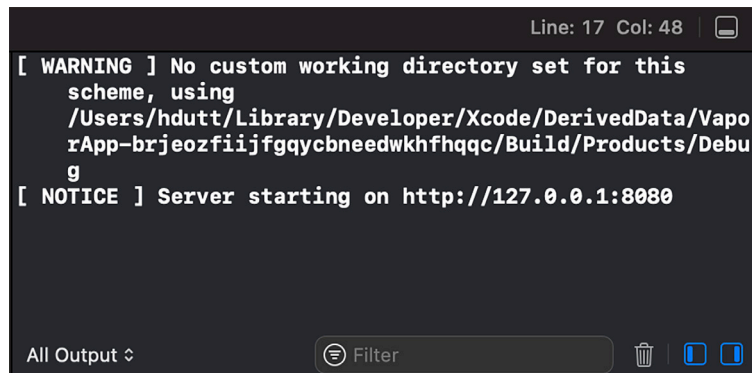 Line: 17 Col: 48
[ WARNING ] No custom working directory set for this
scheme, using
/Users/hdutt/Library/Developer/Xcode/DerivedData/Vapo
rApp-brjeozfiijfgqycbneedwkhfhqqc/Build/Products/Debu
g
[ NOTICE ] Server starting on http://127.0.0.1:8080
All Output
Filter